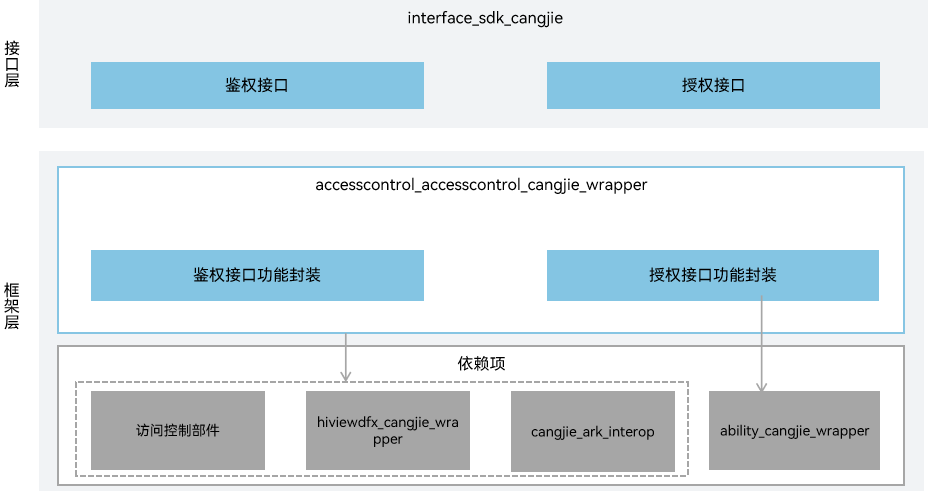 interface_sdk_cangjie
接口层
鉴权接口
授权接口
accesscontrol_accesscontrol_cangjie_wrapper
框架层
鉴权接口功能封装
授权接口功能封装
依赖项
访问控制部件
hiviewdfx_cangjie_wra
pper
cangjie_ark_interop
ability_cangjie_wrapper